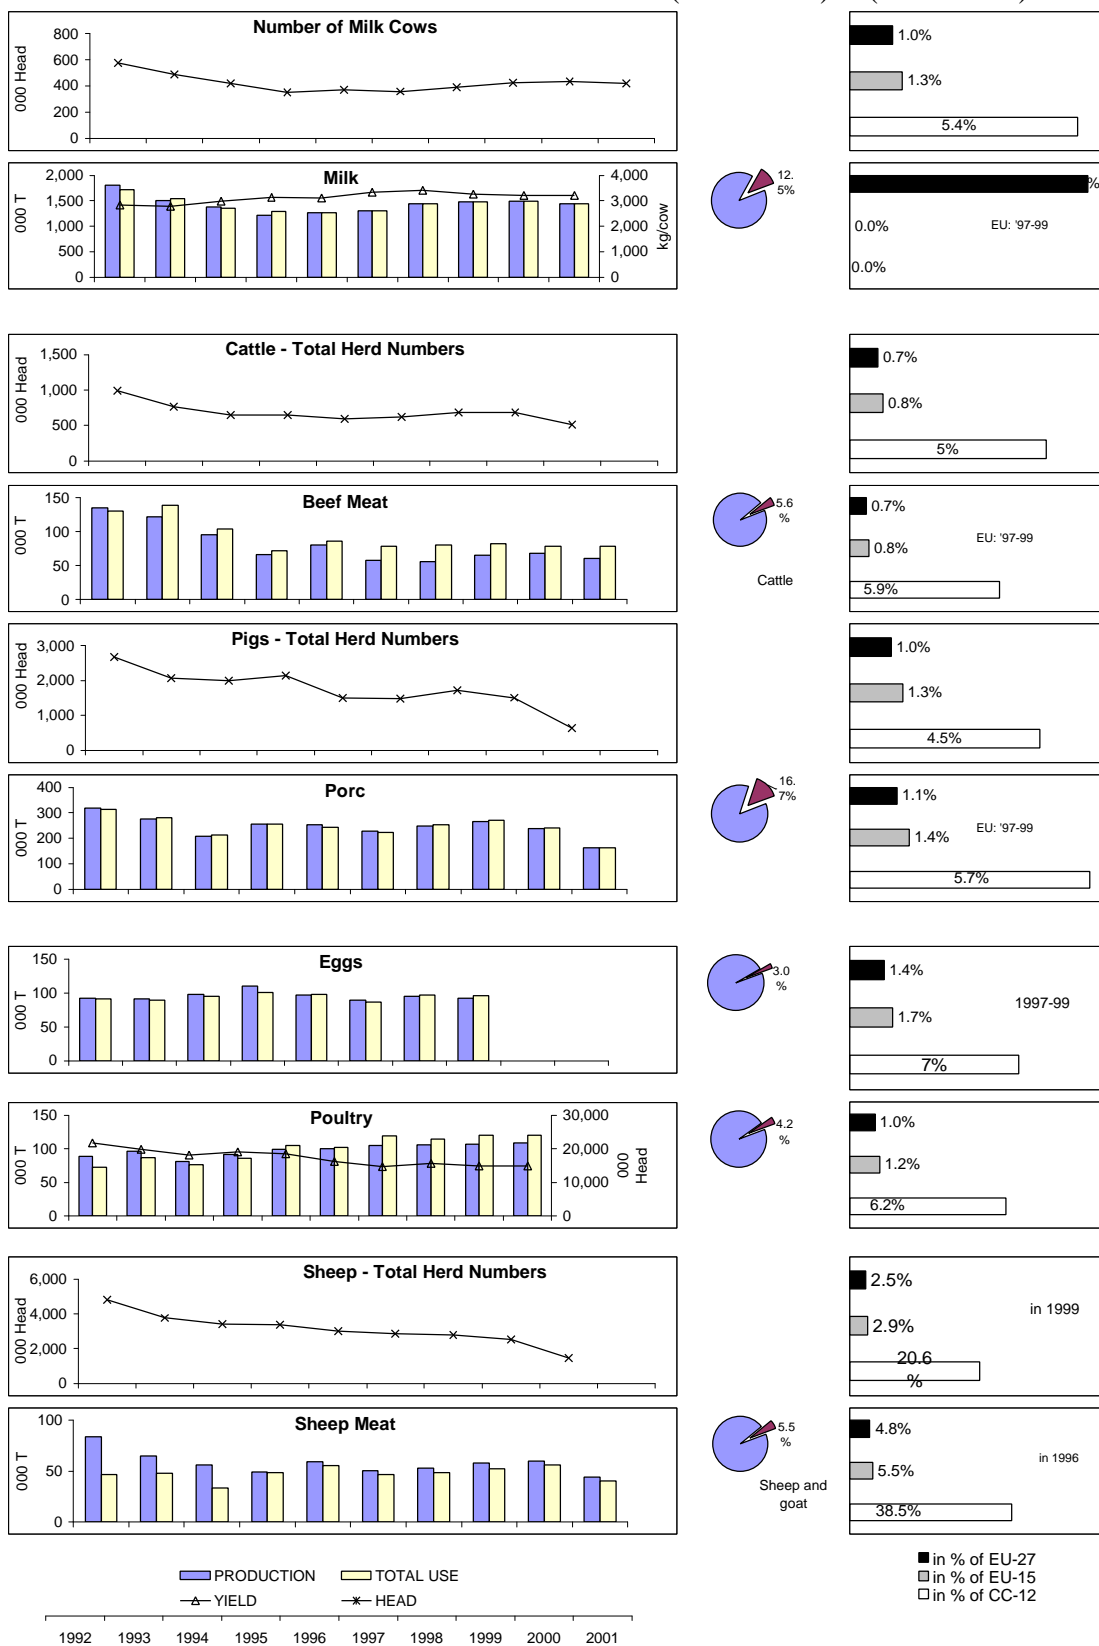 Number of Milk Cows
000 Head
800
600
400
200
0
1.0%
1.3%
5.4%
Milk
000 T
2,000
1,500
1,000
500
0
4,000
3,000
2,000
1,000
0
kg/cow
12.
5%
%
0.0%
EU: '97-99
0.0%
Cattle - Total Herd Numbers
000 Head
1,500
1,000
500
0
0.7%
0.8%
5%
Beef Meat
000 T
150
100
50
0
5.6
%
Cattle
0.7%
EU: '97-99
0.8%
5.9%
Pigs - Total Herd Numbers
000 Head
3,000
2,000
1,000
0
1.0%
1.3%
4.5%
Porc
000 T
400
300
200
100
0
16.
7%
1.1%
EU: '97-99
1.4%
5.7%
Eggs
000 T
150
100
50
0
3.0
%
1.4%
1997-99
1.7%
7%
Poultry
000 T
150
100
50
0
30,000
20,000
10,000
0
000
Head
4.2
%
1.0%
1.2%
6.2%
Sheep - Total Herd Numbers
000 Head
6,000
4,000
2,000
0
2.5%
in 1999
2.9%
20.6
%
Sheep Meat
000 T
100
50
0
5.5
%
Sheep and
goat
4.8%
in 1996
5.5%
38.5%
PRODUCTION TOTAL USE
YIELD HEAD
in % of EU-27
in % of EU-15
in % of CC-12
1992 1993 1994 1995 1996 1997 1998 1999 2000 2001